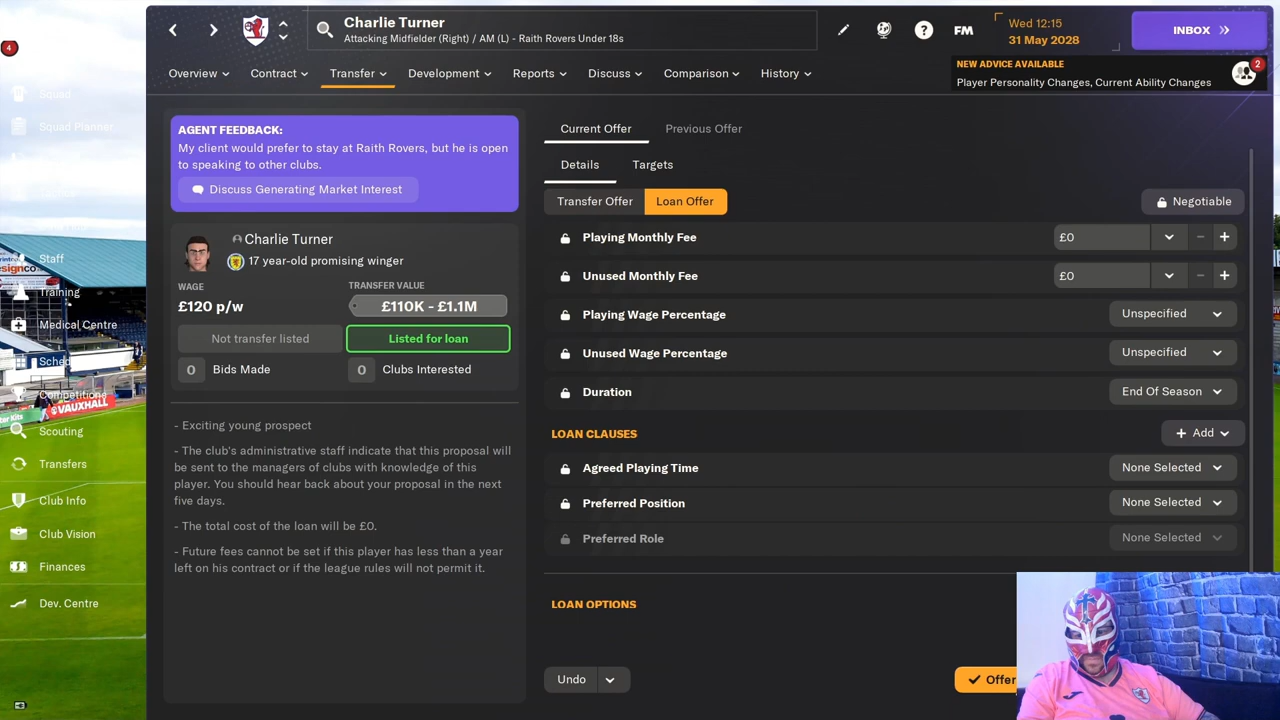 Charlie Turner
Attacking Midfielder (Right) / AM (L) - Raith Rovers Under 18s
FM
Wed 12:15
31 May 2028
INBOX
4
Overview
Contract
Transfer
Development
Reports
Discuss
Comparison
History
NEW ADVICE AVAILABLE
Player Personality Changes, Current Ability Changes
2
Squad
Squad Planner
Staff
Training
Medical Centre
Sched
Competitions
Scouting
Transfers
Club Info
Club Vision
Finances
Dev. Centre
VAUXHALL
AGENT FEEDBACK:
My client would prefer to stay at Raith Rovers, but he is open
to speaking to other clubs.
Discuss Generating Market Interest
Charlie Turner
17 year-old promising winger
WAGE
£120 p/w
TRANSFER VALUE
£110K - £1.1M
Not transfer listed
Listed for loan
0 Bids Made
0 Clubs Interested
- Exciting young prospect
- The club's administrative staff indicate that this proposal will
be sent to the managers of clubs with knowledge of this
player. You should hear back about your proposal in the next
five days.
- The total cost of the loan will be £0.
- Future fees cannot be set if this player has less than a year
left on his contract or if the league rules will not permit it.
Current Offer
Previous Offer
Details
Targets
Transfer Offer
Loan Offer
Negotiable
Playing Monthly Fee £0
Unused Monthly Fee £0
Playing Wage Percentage Unspecified
Unused Wage Percentage Unspecified
Duration End Of Season
LOAN CLAUSES
Add
Agreed Playing Time None Selected
Preferred Position None Selected
Preferred Role None Selected
LOAN OPTIONS
Undo
Offer